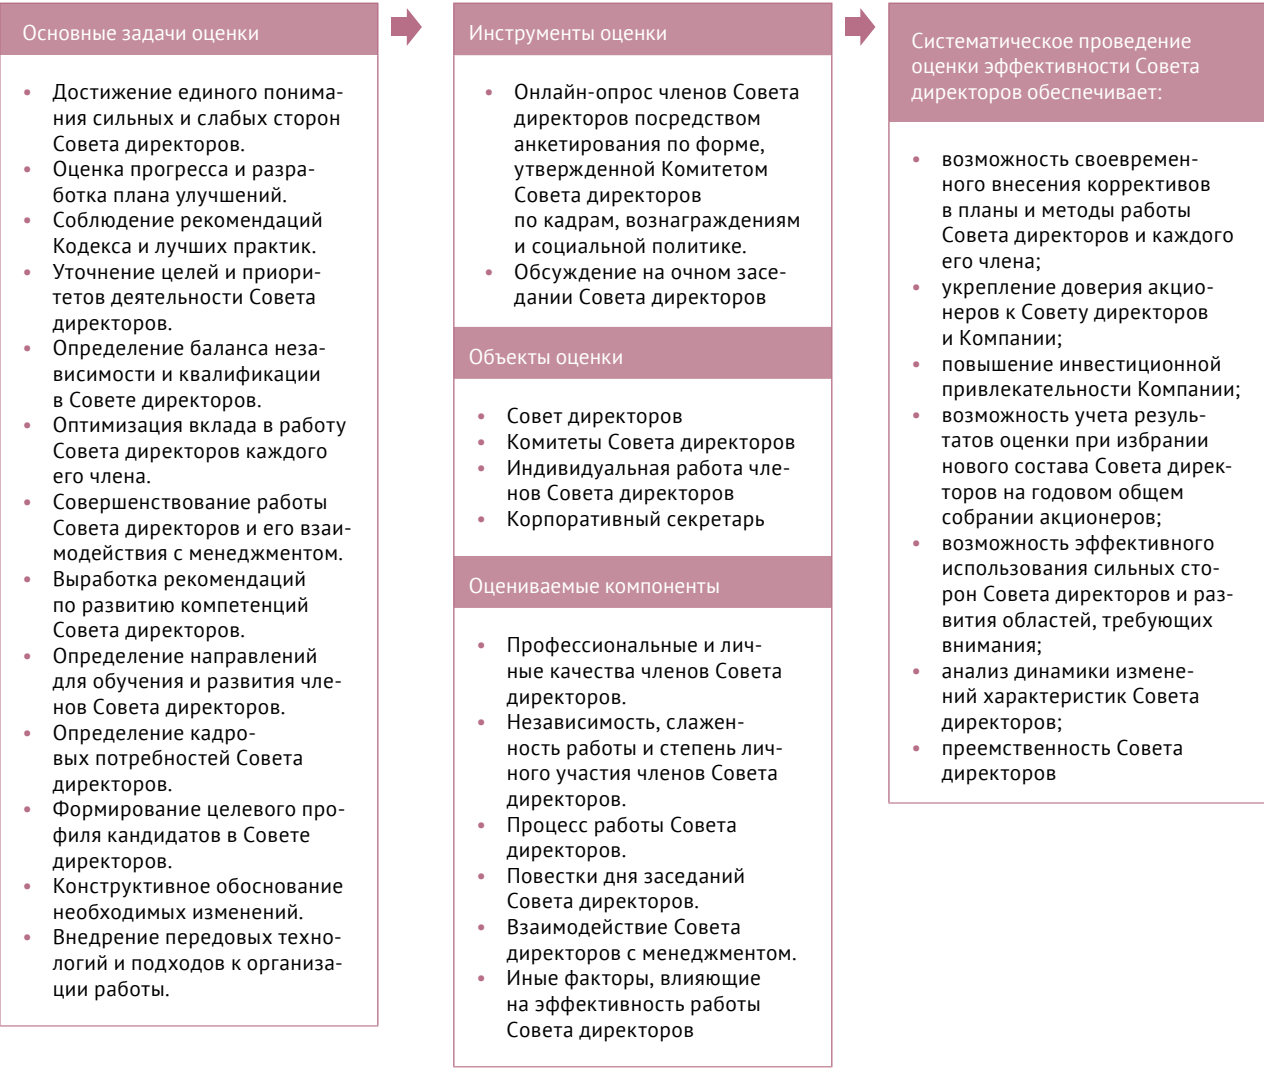 Основные задачи оценки
Достижение единого понима-
ния сильных и слабых сторон
Совета директоров.
Оценка прогресса и разра-
ботка плана улучшений.
Соблюдение рекомендаций
Кодекса и лучших практик.
Уточнение целей и приори-
тетов деятельности Совета
директоров.
Определение баланса неза-
висимости и квалификации
в Совете директоров.
Оптимизация вклада в работу
Совета директоров каждого
его члена.
Совершенствование работы
Совета директоров и его взаи-
модействия с менеджментом.
Выработка рекомендаций
по развитию компетенций
Совета директоров.
Определение направлений
для обучения и развития чле-
нов Совета директоров.
Определение кадро-
вых потребностей Совета
директоров.
Формирование целевого про-
филя кандидатов в Совете
директоров.
Конструктивное обоснование
необходимых изменений.
Внедрение передовых техно-
логий и подходов к организа-
ции работы.
Инструменты оценки
Онлайн-опрос членов Совета
директоров посредством
анкетирования по форме,
утвержденной Комитетом
Совета директоров
по кадрам, вознаграждениям
и социальной политике.
Обсуждение на очном засе-
дании Совета директоров
Объекты оценки
Совет директоров
Комитеты Совета директоров
Индивидуальная работа чле-
нов Совета директоров
Корпоративный секретарь
Оцениваемые компоненты
Профессиональные и лич-
ные качества членов Совета
директоров.
Независимость, слажен-
ность работы и степень лич-
ного участия членов Совета
директоров.
Процесс работы Совета
директоров.
Повестки дня заседаний
Совета директоров.
Взаимодействие Совета
директоров с менеджментом.
Иные факторы, влияющие
на эффективность работы
Совета директоров
Систематическое проведение
оценки эффективности Совета
директоров обеспечивает:
возможность своевремен-
ного внесения коррективов
в планы и методы работы
Совета директоров и каждого
его члена;
укрепление доверия акцио-
неров к Совету директоров
и Компании;
повышение инвестиционной
привлекательности Компании;
возможность учета резуль-
татов оценки при избрании
нового состава Совета дирек-
торов на годовом общем
собрании акционеров;
возможность эффективного
использования сильных сто-
рон Совета директоров и раз-
вития областей, требующих
внимания;
анализ динамики измене-
ний характеристик Совета
директоров;
преемственность Совета
директоров